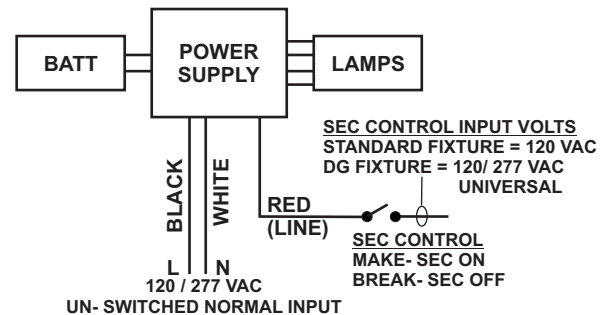 BATT
POWER
SUPPLY
LAMPS
SEC CONTROL INPUT VOLTS
STANDARD FIXTURE = 120 VAC
DG FIXTURE = 120/ 277 VAC
UNIVERSAL
BLACK
WHITE
RED
(LINE)
SEC CONTROL
MAKE- SEC ON
BREAK- SEC OFF
L N
120 / 277 VAC
UN- SWITCHED NORMAL INPUT